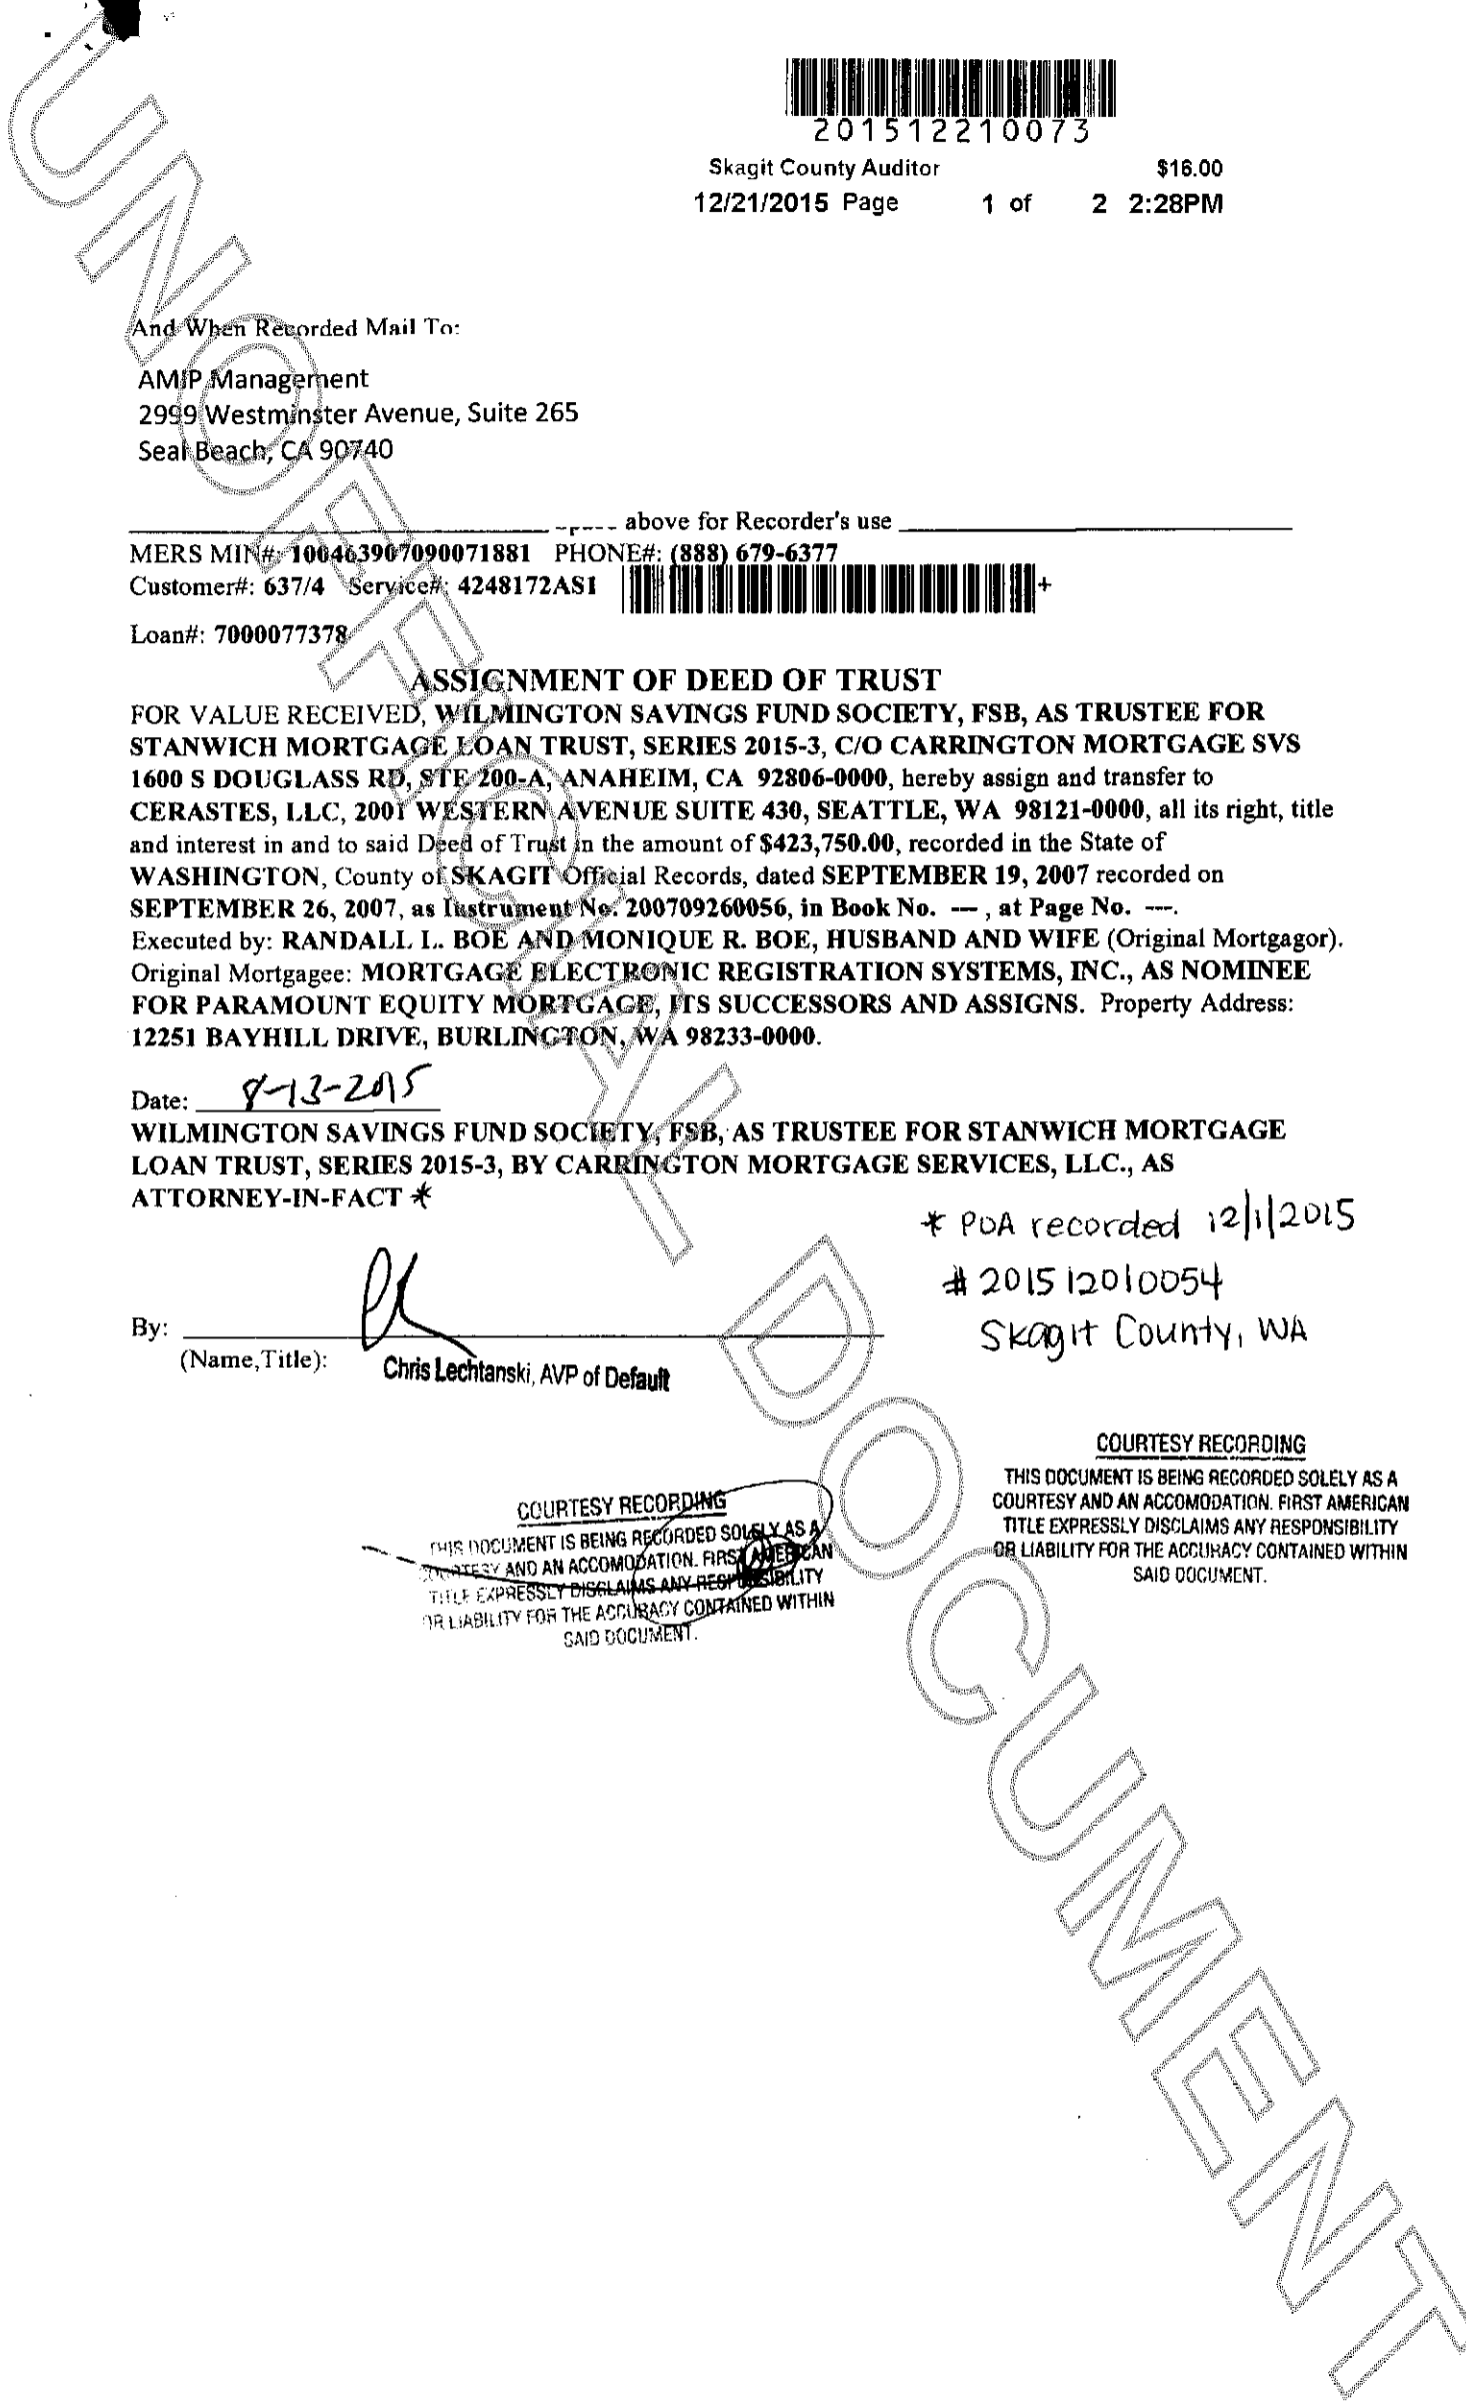 201512210073
Skagit County Auditor $16.00
12/21/2015 Page 1 of 2 2:28PM
And When Recorded Mail To:
AMIP Management
2999 Westminster Avenue, Suite 265
Seal Beach, CA 90740
above for Recorder's use
MERS MIN#: 100463907090071881 PHONE#: (888) 679-6377
Customer#: 637/4 Service#: 4248172AS1 +
Loan#: 7000077378
ASSIGNMENT OF DEED OF TRUST
FOR VALUE RECEIVED, WILMINGTON SAVINGS FUND SOCIETY, FSB, AS TRUSTEE FOR
STANWICH MORTGAGE LOAN TRUST, SERIES 2015-3, C/O CARRINGTON MORTGAGE SVS
1600 S DOUGLASS RD, STE 200-A, ANAHEIM, CA 92806-0000, hereby assign and transfer to
CERASTES, LLC, 2001 WESTERN AVENUE SUITE 430, SEATTLE, WA 98121-0000, all its right, title
and interest in and to said Deed of Trust in the amount of $423,750.00, recorded in the State of
WASHINGTON, County of SKAGIT Official Records, dated SEPTEMBER 19, 2007 recorded on
SEPTEMBER 26, 2007, as Instrument No. 200709260056, in Book No. --- , at Page No. ---.
Executed by: RANDALL L. BOE AND MONIQUE R. BOE, HUSBAND AND WIFE (Original Mortgagor).
Original Mortgagee: MORTGAGE ELECTRONIC REGISTRATION SYSTEMS, INC., AS NOMINEE
FOR PARAMOUNT EQUITY MORTGAGE, ITS SUCCESSORS AND ASSIGNS. Property Address:
12251 BAYHILL DRIVE, BURLINGTON, WA 98233-0000.
Date: 8-13-2015
WILMINGTON SAVINGS FUND SOCIETY, FSB, AS TRUSTEE FOR STANWICH MORTGAGE
LOAN TRUST, SERIES 2015-3, BY CARRINGTON MORTGAGE SERVICES, LLC., AS
ATTORNEY-IN-FACT *
* POA recorded 12/1/2015
# 201512010054
Skagit County, WA
By:
(Name,Title): Chris Lechtanski, AVP of Default
COURTESY RECORDING
THIS DOCUMENT IS BEING RECORDED SOLELY AS A
COURTESY AND AN ACCOMODATION. FIRST AMERICAN
TITLE EXPRESSLY DISCLAIMS ANY RESPONSIBILITY
OR LIABILITY FOR THE ACCURACY CONTAINED WITHIN
SAID DOCUMENT.
COURTESY RECORDING
THIS DOCUMENT IS BEING RECORDED SOLELY AS A
COURTESY AND AN ACCOMODATION. FIRST AMERICAN
TITLE EXPRESSLY DISCLAIMS ANY RESPONSIBILITY
OR LIABILITY FOR THE ACCURACY CONTAINED WITHIN
SAID DOCUMENT.
UNOFFICIAL DOCUMENT